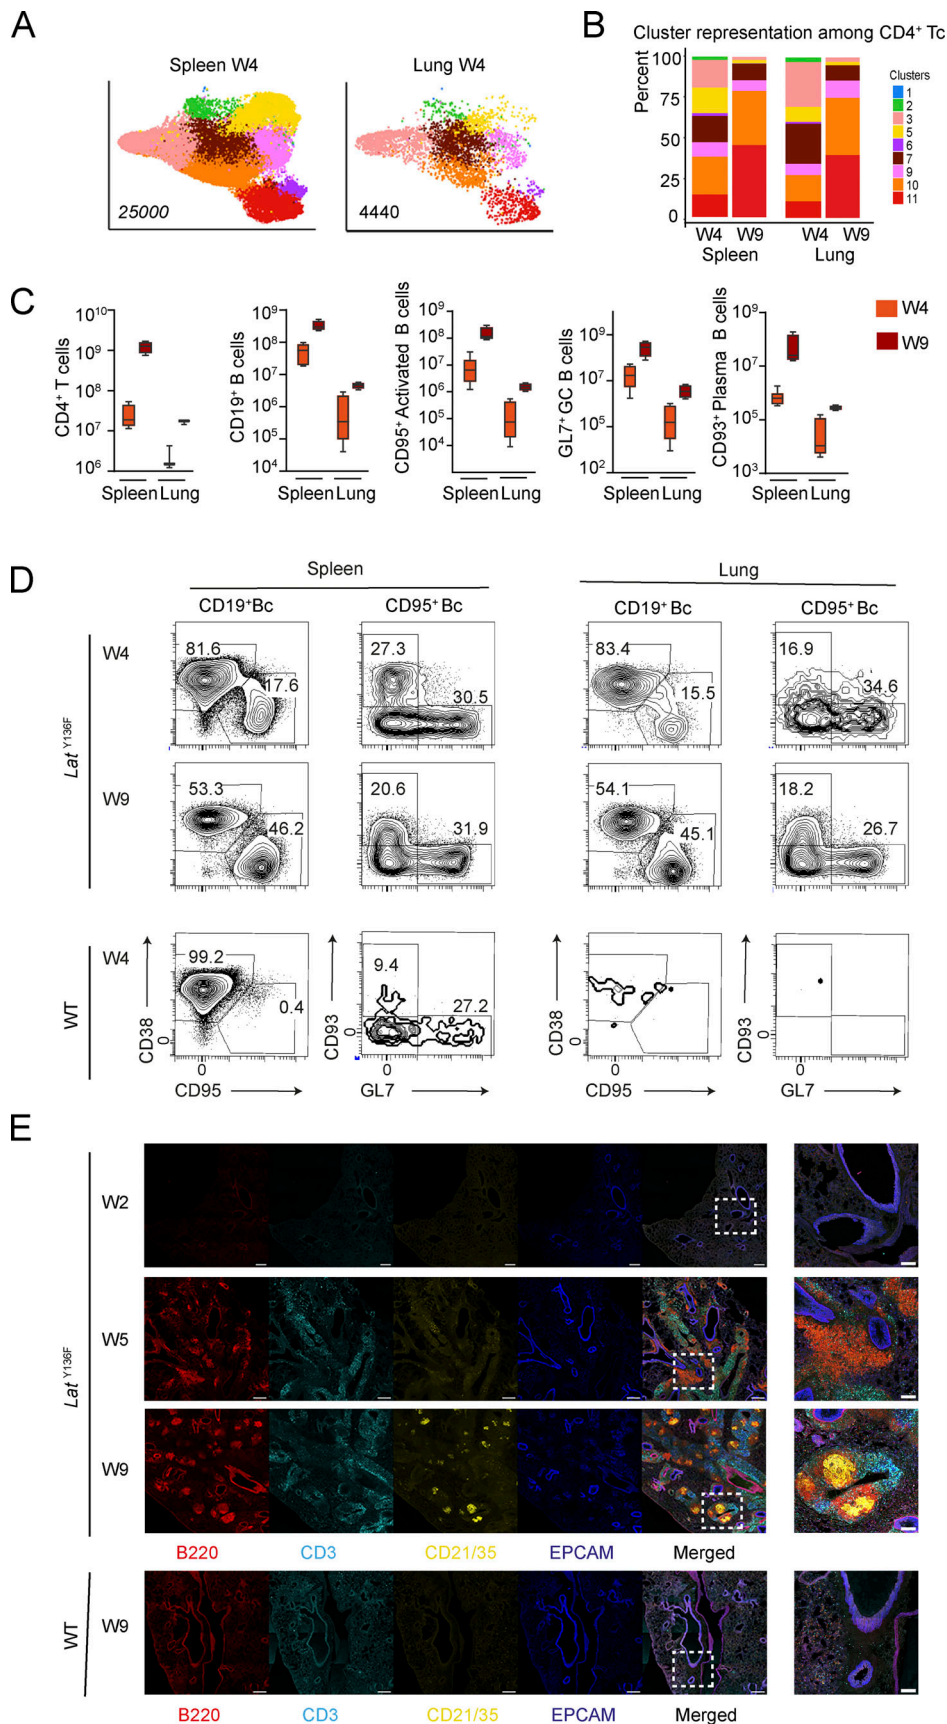 A
Spleen W4
Lung W4
25000
4440
B
Cluster representation among CD4⁺ Tc
Percent
100
75
50
25
0
W4 W9 W4 W9
Spleen Lung
Clusters
1
2
3
5
6
7
9
10
11
C
CD4⁺ T cells
10¹⁰
10⁹
10⁸
10⁷
10⁶
Spleen Lung
CD19⁺ B cells
10⁹
10⁸
10⁷
10⁶
10⁵
10⁴
Spleen Lung
CD95⁺ Activated B cells
10⁹
10⁸
10⁷
10⁶
10⁵
10⁴
Spleen Lung
GL7⁺ GC B cells
10⁹
10⁷
10⁵
10²
Spleen Lung
CD93⁺ Plasma B cells
10⁹
10⁷
10⁵
10³
Spleen Lung
W4
W9
D
Spleen
Lung
CD19⁺Bc
CD95⁺Bc
CD19⁺Bc
CD95⁺Bc
Lat Y136F
W4
81.6
17.6
27.3
30.5
83.4
15.5
16.9
34.6
W9
53.3
46.2
20.6
31.9
54.1
45.1
18.2
26.7
WT
W4
99.2
0.4
9.4
27.2
CD38
0
0
CD95
CD93
0
0
GL7
CD38
0
0
CD95
CD93
0
0
GL7
E
Lat Y136F
W2
W5
W9
B220 CD3 CD21/35 EPCAM Merged
WT
W9
B220 CD3 CD21/35 EPCAM Merged